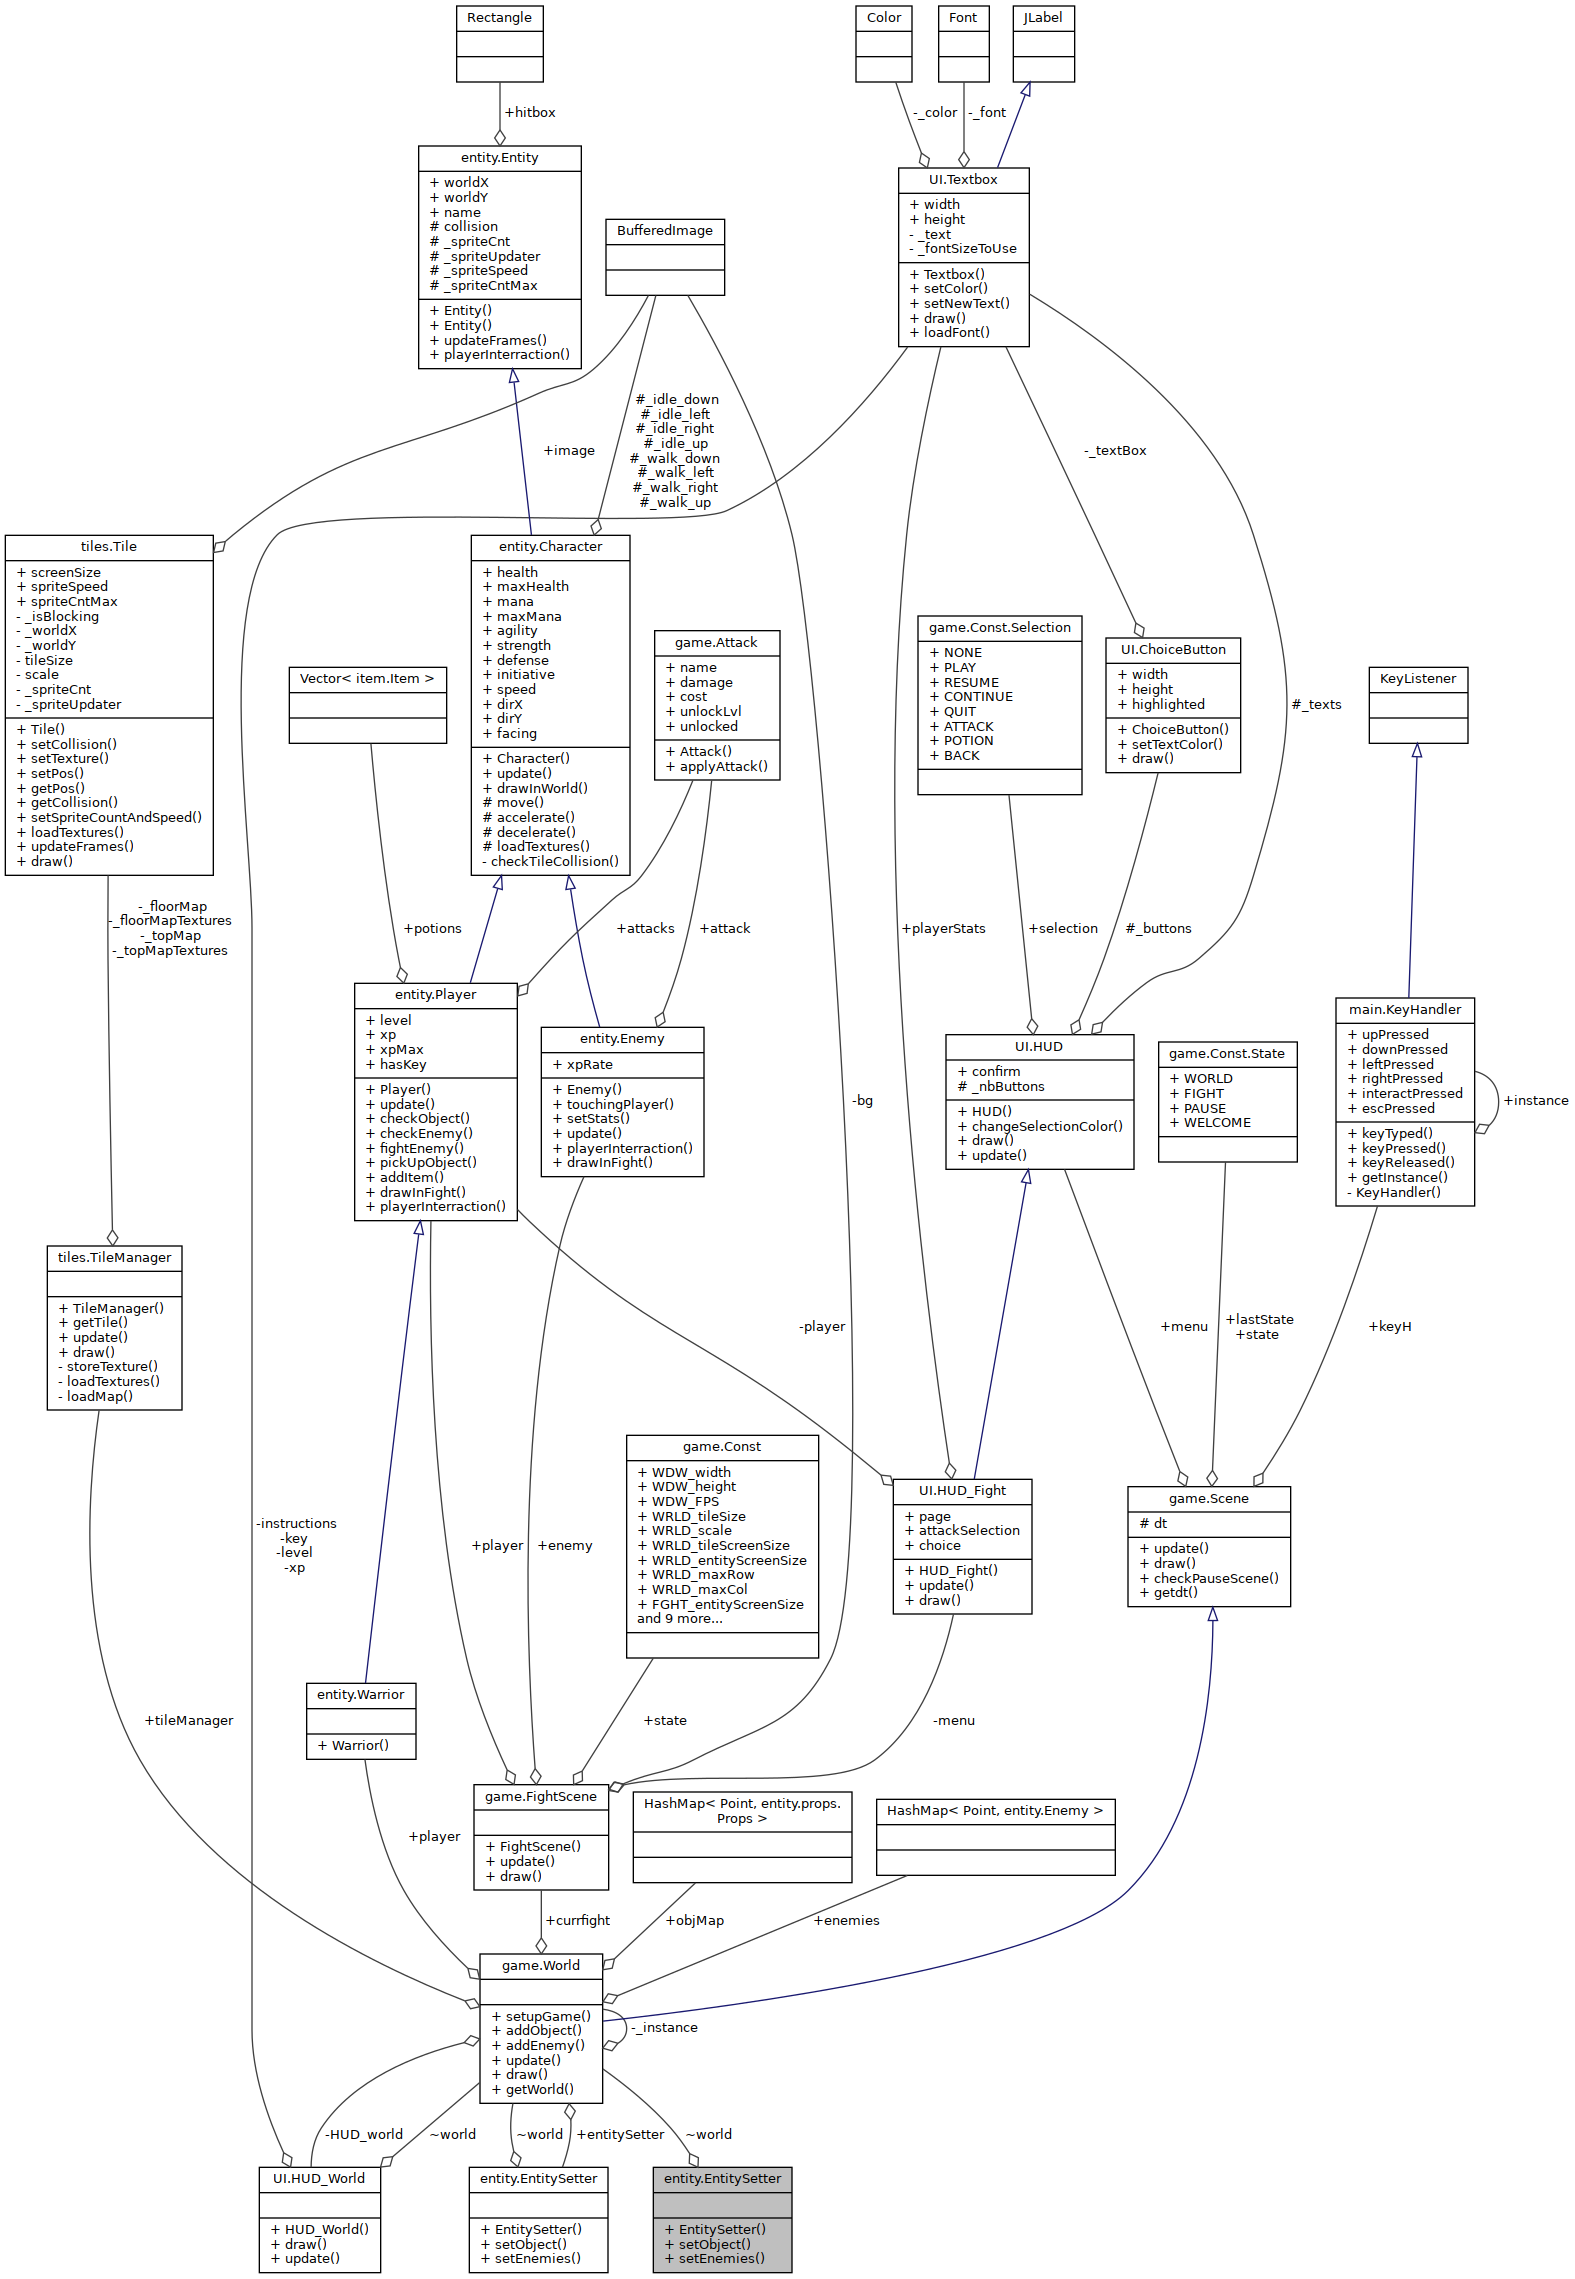 Rectangle
Color
Font
JLabel
+hitbox
-_color
-_font
entity.Entity
+ worldX
+ worldY
+ name
# collision
# _spriteCnt
# _spriteUpdater
# _spriteSpeed
# _spriteCntMax
+ Entity()
+ Entity()
+ updateFrames()
+ playerInterraction()
BufferedImage
UI.Textbox
+ width
+ height
- _text
- _fontSizeToUse
+ Textbox()
+ setColor()
+ setNewText()
+ draw()
+ loadFont()
+image
#_idle_down
#_idle_left
#_idle_right
#_idle_up
#_walk_down
#_walk_left
#_walk_right
#_walk_up
-_textBox
tiles.Tile
+ screenSize
+ spriteSpeed
+ spriteCntMax
- _isBlocking
- _worldX
- _worldY
- tileSize
- scale
- _spriteCnt
- _spriteUpdater
+ Tile()
+ setCollision()
+ setTexture()
+ setPos()
+ getPos()
+ getCollision()
+ setSpriteCountAndSpeed()
+ loadTextures()
+ updateFrames()
+ draw()
Vector< item.Item >
entity.Character
+ health
+ maxHealth
+ mana
+ maxMana
+ agility
+ strength
+ defense
+ initiative
+ speed
+ dirX
+ dirY
+ facing
+ Character()
+ update()
+ drawInWorld()
# move()
# accelerate()
# decelerate()
# loadTextures()
- checkTileCollision()
game.Attack
+ name
+ damage
+ cost
+ unlockLvl
+ unlocked
+ Attack()
+ applyAttack()
game.Const.Selection
+ NONE
+ PLAY
+ RESUME
+ CONTINUE
+ QUIT
+ ATTACK
+ POTION
+ BACK
UI.ChoiceButton
+ width
+ height
+ highlighted
+ ChoiceButton()
+ setTextColor()
+ draw()
#_texts
KeyListener
-_floorMap
-_floorMapTextures
-_topMap
-_topMapTextures
+potions
+attacks
+attack
+playerStats
+selection
#_buttons
entity.Player
+ level
+ xp
+ xpMax
+ hasKey
+ Player()
+ update()
+ checkObject()
+ checkEnemy()
+ fightEnemy()
+ pickUpObject()
+ addItem()
+ drawInFight()
+ playerInterraction()
entity.Enemy
+ xpRate
+ Enemy()
+ touchingPlayer()
+ setStats()
+ update()
+ playerInterraction()
+ drawInFight()
-bg
UI.HUD
+ confirm
# _nbButtons
+ HUD()
+ changeSelectionColor()
+ draw()
+ update()
game.Const.State
+ WORLD
+ FIGHT
+ PAUSE
+ WELCOME
main.KeyHandler
+ upPressed
+ downPressed
+ leftPressed
+ rightPressed
+ interactPressed
+ escPressed
+ keyTyped()
+ keyPressed()
+ keyReleased()
+ getInstance()
- KeyHandler()
+instance
tiles.TileManager
+ TileManager()
+ getTile()
+ update()
+ draw()
- storeTexture()
- loadTextures()
- loadMap()
-player
+menu
+lastState
+state
+keyH
-instructions
-key
-level
-xp
+player
+enemy
game.Const
+ WDW_width
+ WDW_height
+ WDW_FPS
+ WRLD_tileSize
+ WRLD_scale
+ WRLD_tileScreenSize
+ WRLD_entityScreenSize
+ WRLD_maxRow
+ WRLD_maxCol
+ FGHT_entityScreenSize
and 9 more...
UI.HUD_Fight
+ page
+ attackSelection
+ choice
+ HUD_Fight()
+ update()
+ draw()
game.Scene
# dt
+ update()
+ draw()
+ checkPauseScene()
+ getdt()
+tileManager
entity.Warrior
+ Warrior()
+state
-menu
+player
game.FightScene
+ FightScene()
+ update()
+ draw()
HashMap< Point, entity.props.
Props >
HashMap< Point, entity.Enemy >
+currfight
+objMap
+enemies
game.World
+ setupGame()
+ addObject()
+ addEnemy()
+ update()
+ draw()
+ getWorld()
-_instance
-HUD_world
~world
~world
+entitySetter
~world
UI.HUD_World
+ HUD_World()
+ draw()
+ update()
entity.EntitySetter
+ EntitySetter()
+ setObject()
+ setEnemies()
entity.EntitySetter
+ EntitySetter()
+ setObject()
+ setEnemies()